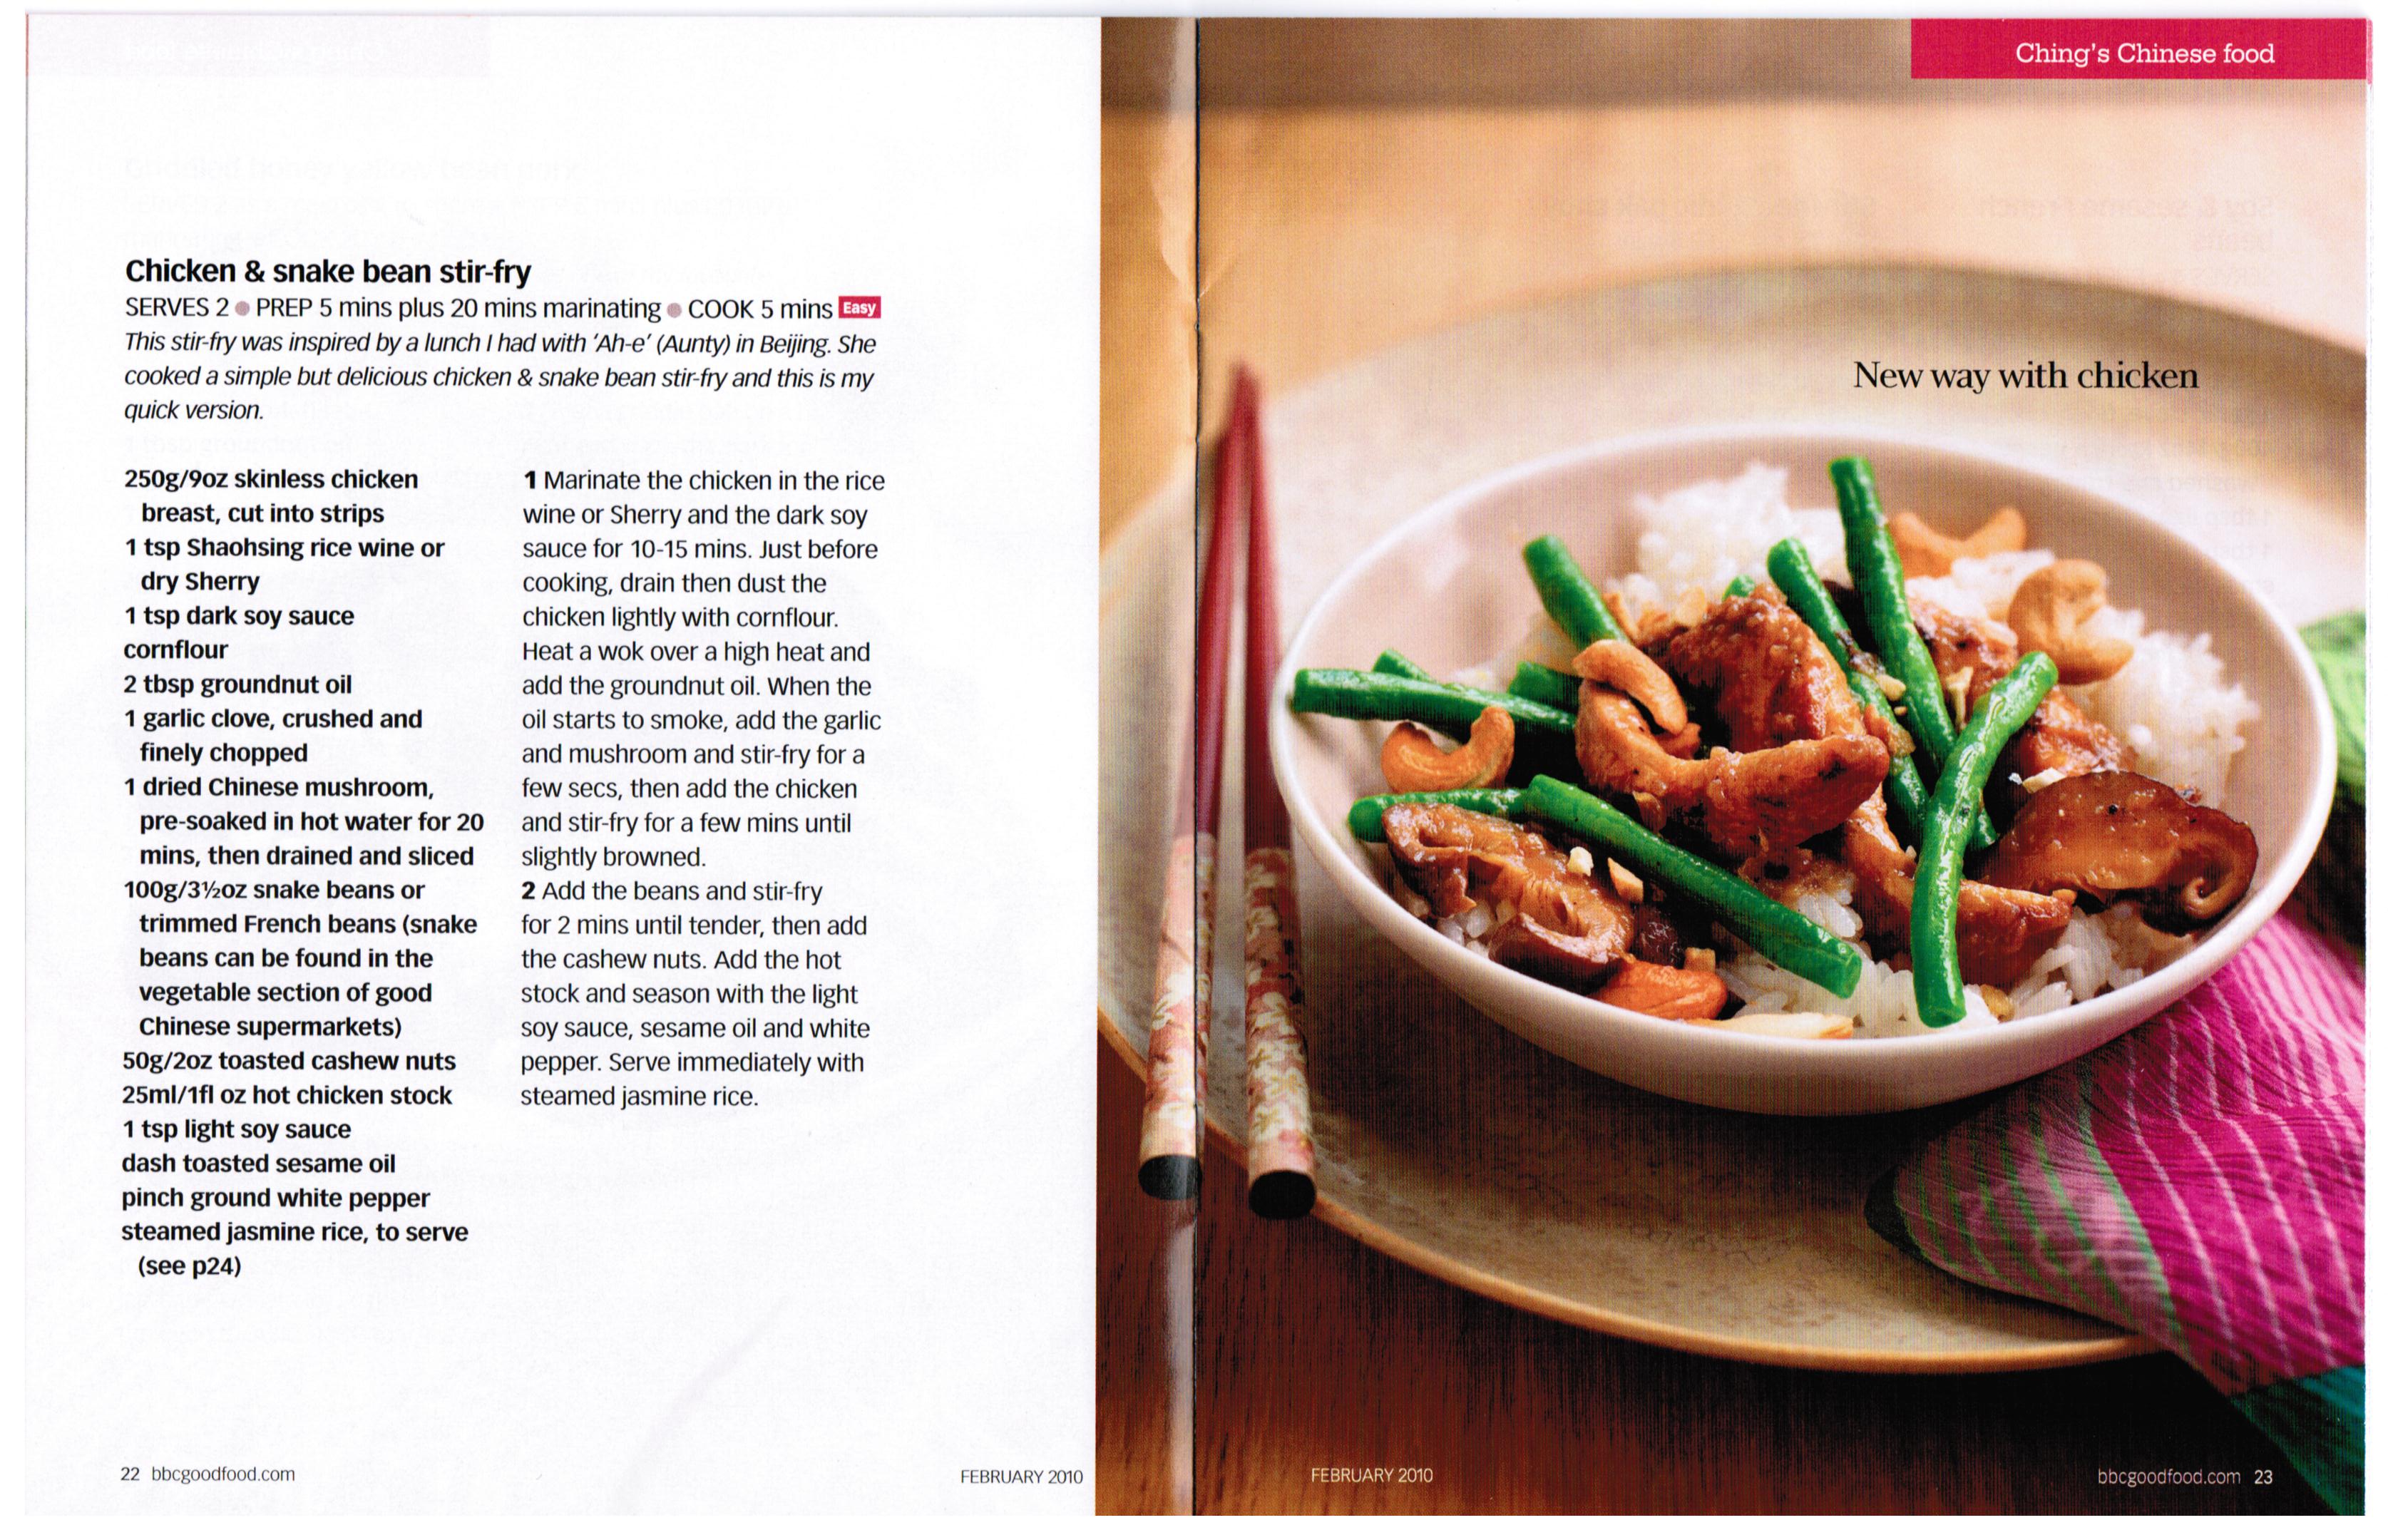 Chicken & snake bean stir-fry
SERVES 2 ● PREP 5 mins plus 20 mins marinating ● COOK 5 mins Easy
This stir-fry was inspired by a lunch I had with ‘Ah-e’ (Aunty) in Beijing. She
cooked a simple but delicious chicken & snake bean stir-fry and this is my
quick version.
250g/9oz skinless chicken
breast, cut into strips
1 tsp Shaohsing rice wine or
dry Sherry
1 tsp dark soy sauce
cornflour
2 tbsp groundnut oil
1 garlic clove, crushed and
finely chopped
1 dried Chinese mushroom,
pre-soaked in hot water for 20
mins, then drained and sliced
100g/3½oz snake beans or
trimmed French beans (snake
beans can be found in the
vegetable section of good
Chinese supermarkets)
50g/2oz toasted cashew nuts
25ml/1fl oz hot chicken stock
1 tsp light soy sauce
dash toasted sesame oil
pinch ground white pepper
steamed jasmine rice, to serve
(see p24)
1 Marinate the chicken in the rice
wine or Sherry and the dark soy
sauce for 10-15 mins. Just before
cooking, drain then dust the
chicken lightly with cornflour.
Heat a wok over a high heat and
add the groundnut oil. When the
oil starts to smoke, add the garlic
and mushroom and stir-fry for a
few secs, then add the chicken
and stir-fry for a few mins until
slightly browned.
2 Add the beans and stir-fry
for 2 mins until tender, then add
the cashew nuts. Add the hot
stock and season with the light
soy sauce, sesame oil and white
pepper. Serve immediately with
steamed jasmine rice.
22 bbcgoodfood.com
FEBRUARY 2010
Ching's Chinese food
New way with chicken
FEBRUARY 2010
bbcgoodfood.com 23